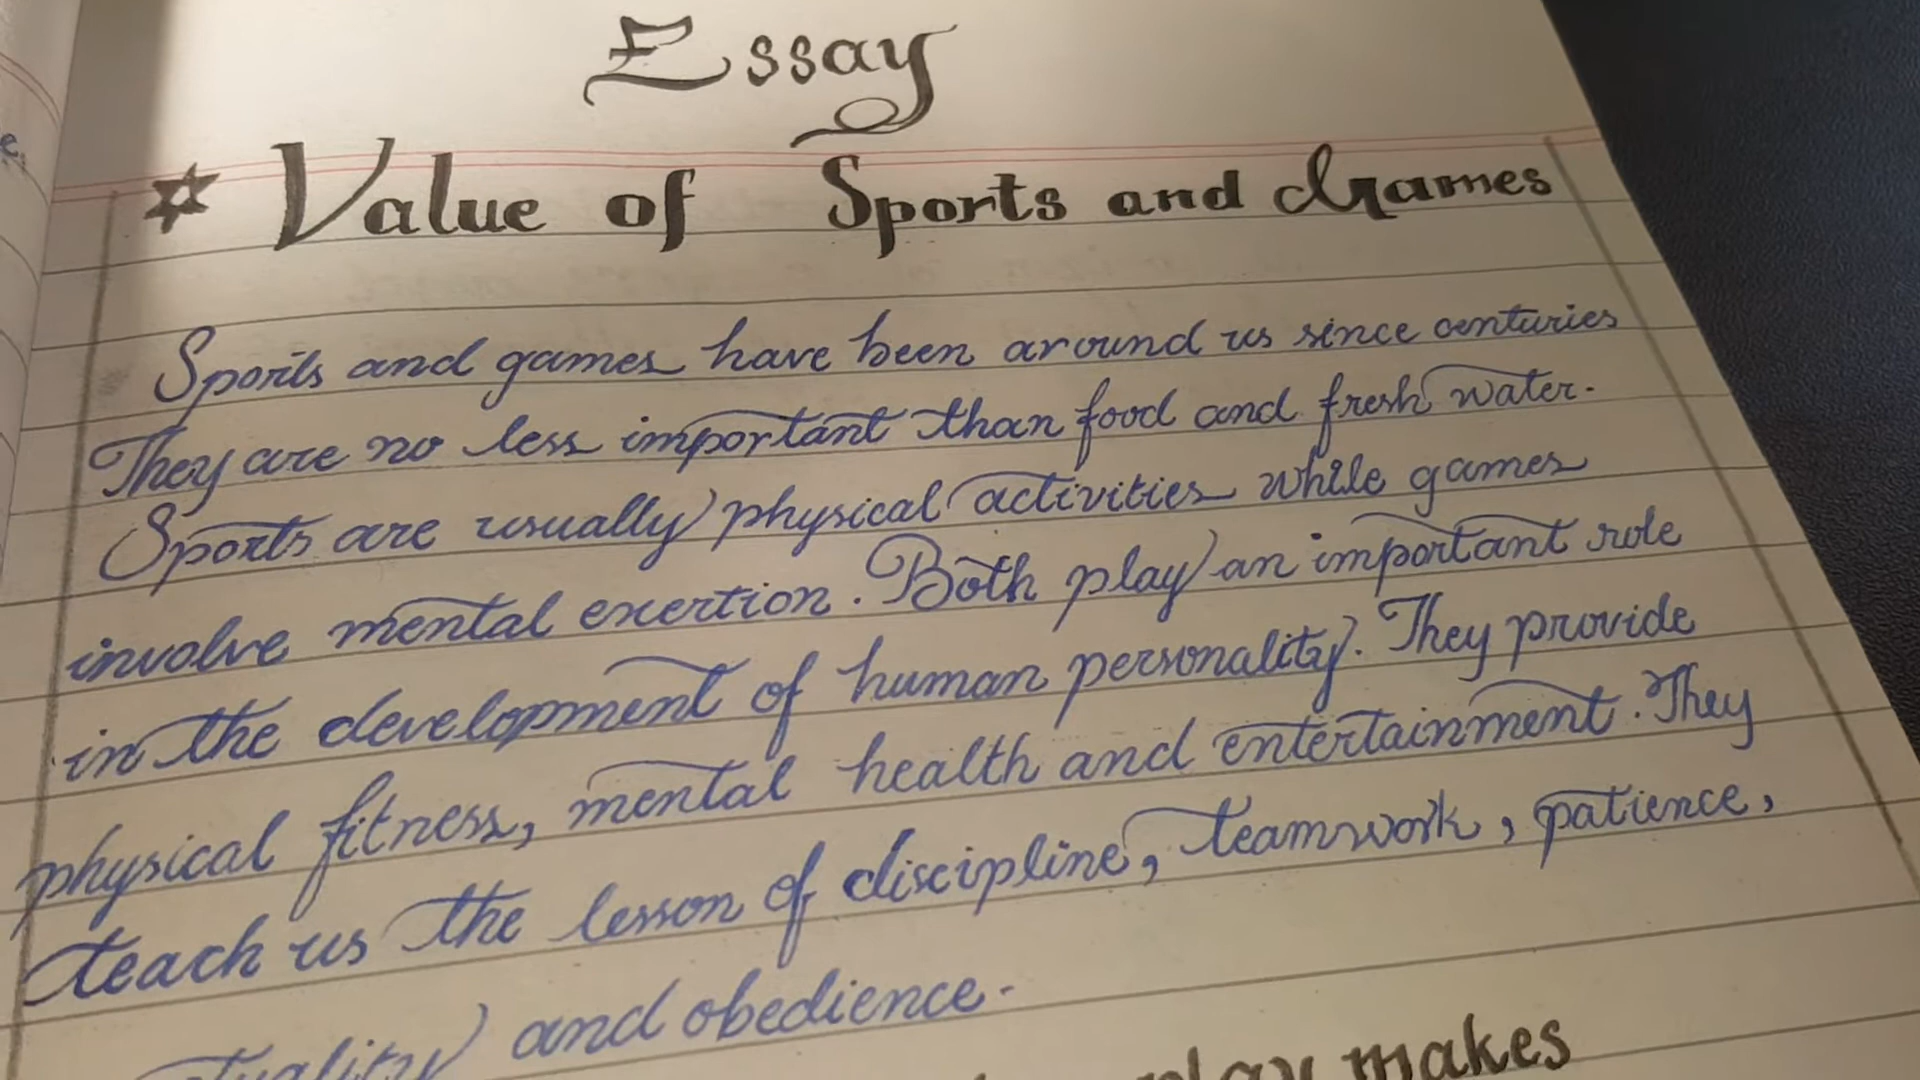 Essay
☆ Value of Sports and Games
Sports and games have been around us since centuries
They are no less important than food and fresh water.
Sports are usually physical activities while games
involve mental exertion. Both play an important role
in the development of human personality. They provide
physical fitness, mental health and entertainment. They
teach us the lesson of discipline, teamwork, patience,
and obedience.
makes